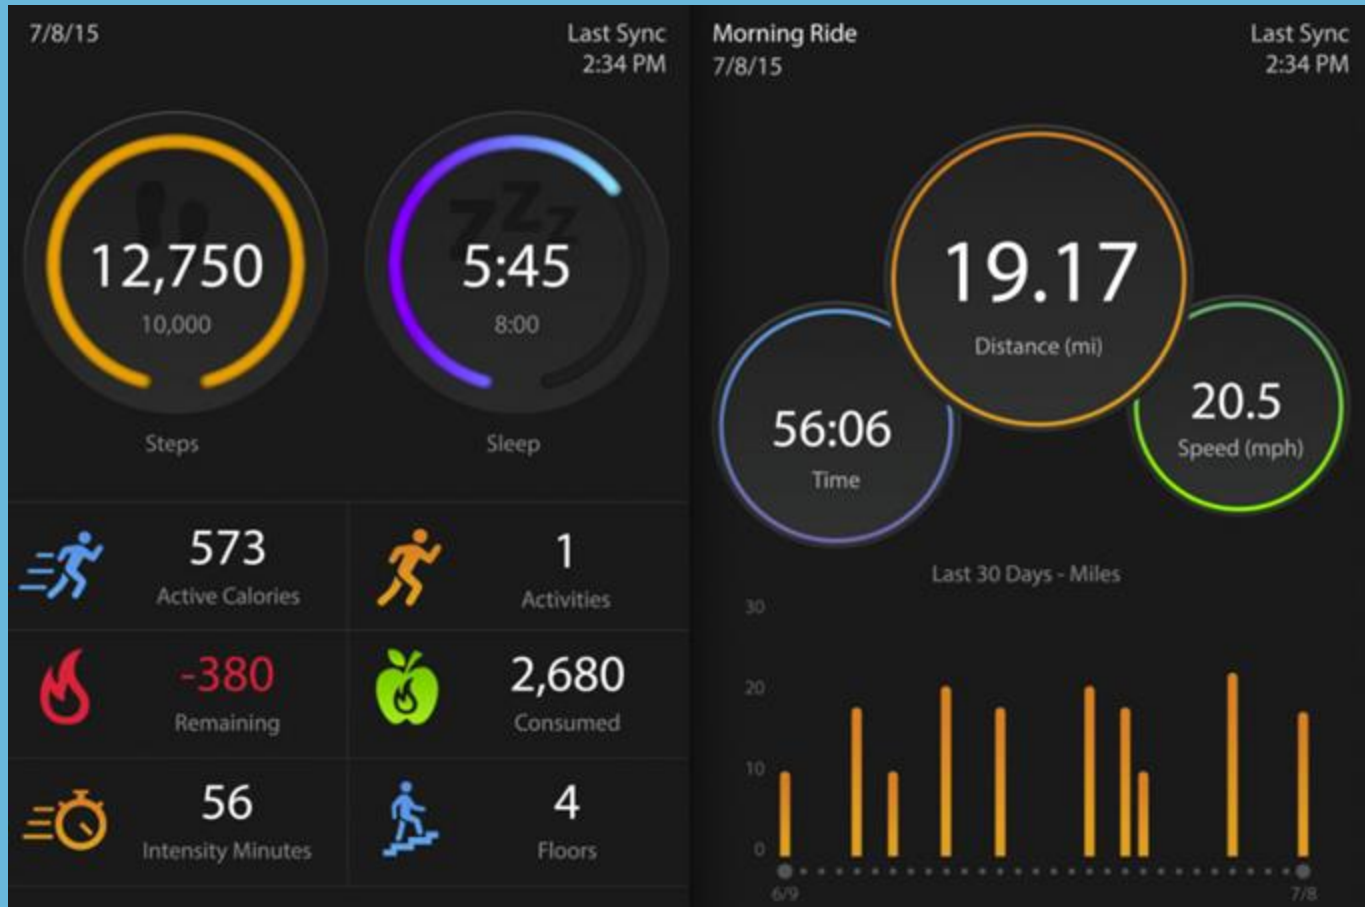 7/8/15
Last Sync
2:34 PM
12,750
10,000
Steps
zzz
5:45
8:00
Sleep
573
Active Calories
1
Activities
-380
Remaining
2,680
Consumed
56
Intensity Minutes
4
Floors
Morning Ride
7/8/15
Last Sync
2:34 PM
19.17
Distance (mi)
56:06
Time
20.5
Speed (mph)
Last 30 Days - Miles
30
20
10
0
6/9
7/8